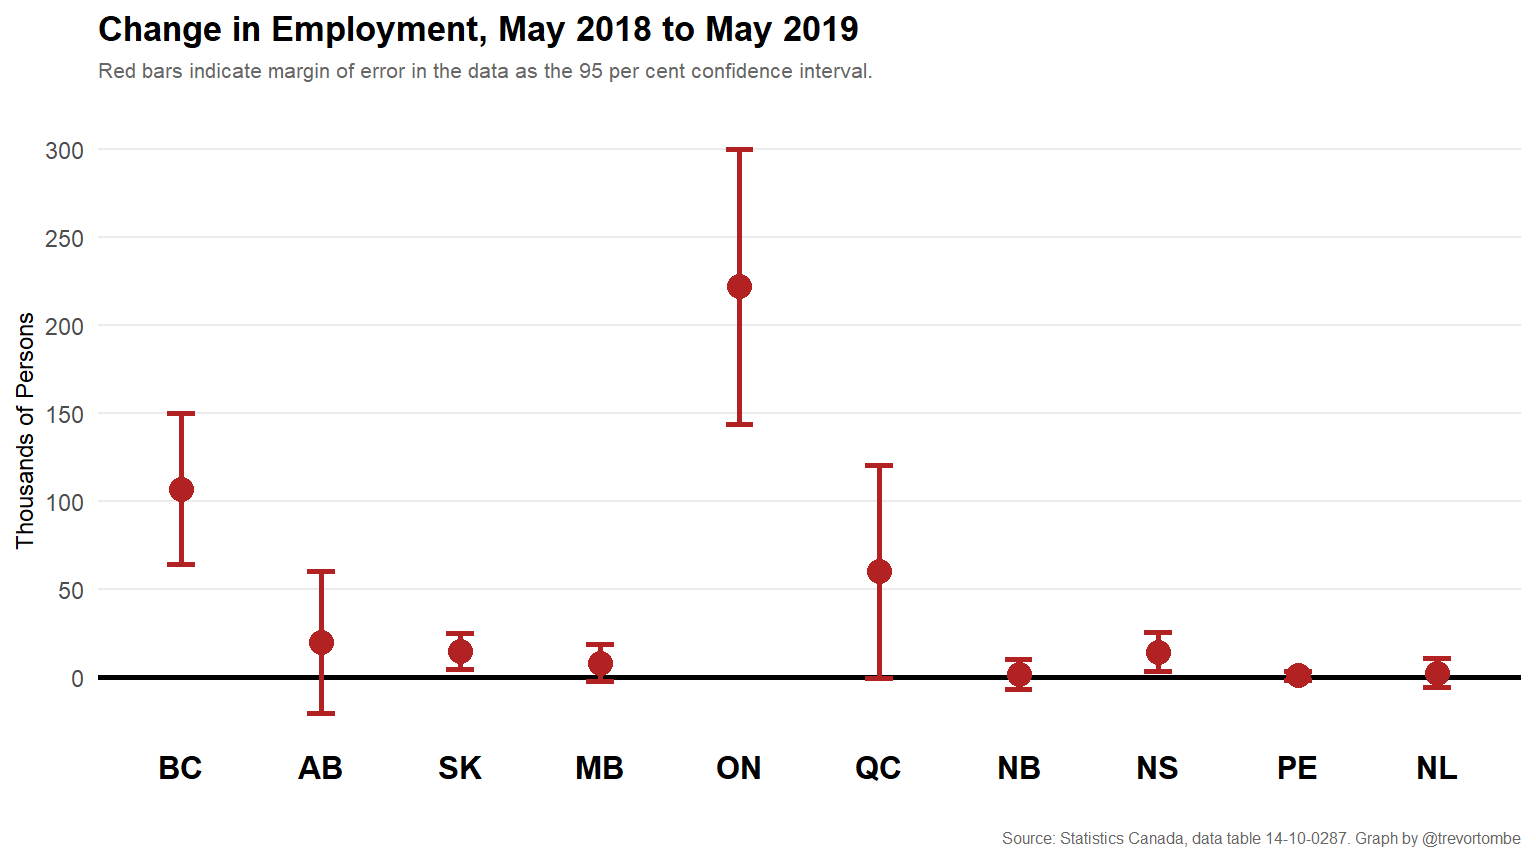 Change in Employment, May 2018 to May 2019
Red bars indicate margin of error in the data as the 95 per cent confidence interval.
Thousands of Persons
300
250
200
150
100
50
0
BC AB SK MB ON QC NB NS PE NL
Source: Statistics Canada, data table 14-10-0287. Graph by @trevortombe